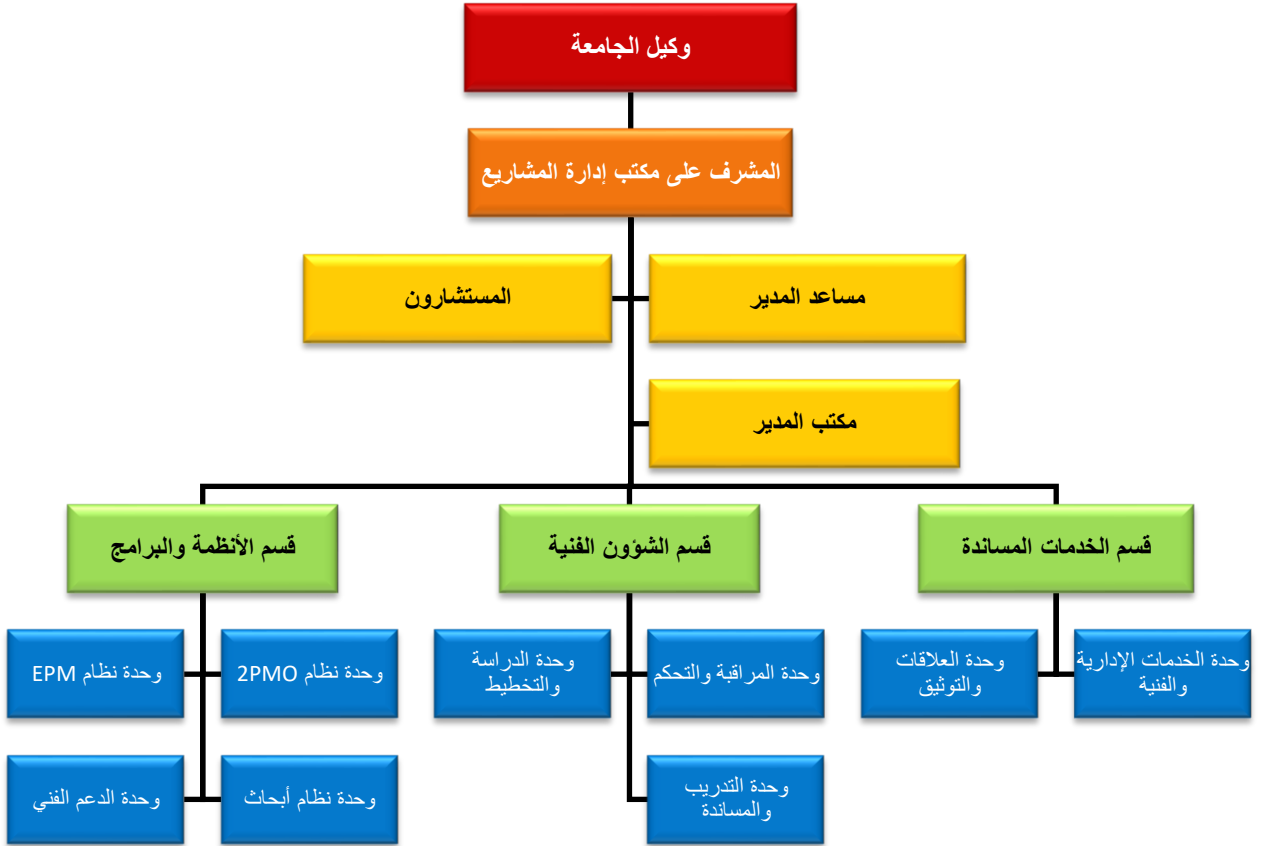 وكيل الجامعة
المشرف على مكتب إدارة المشاريع
مساعد المدير
المستشارون
مكتب المدير
قسم الخدمات المساندة
قسم الشؤون الفنية
قسم الأنظمة والبرامج
وحدة الخدمات الإدارية
والفنية
وحدة العلاقات
والتوثيق
وحدة المراقبة والتحكم
وحدة الدراسة
والتخطيط
وحدة نظام 2PMO
وحدة نظام EPM
وحدة التدريب
والمساندة
وحدة نظام أبحاث
وحدة الدعم الفني